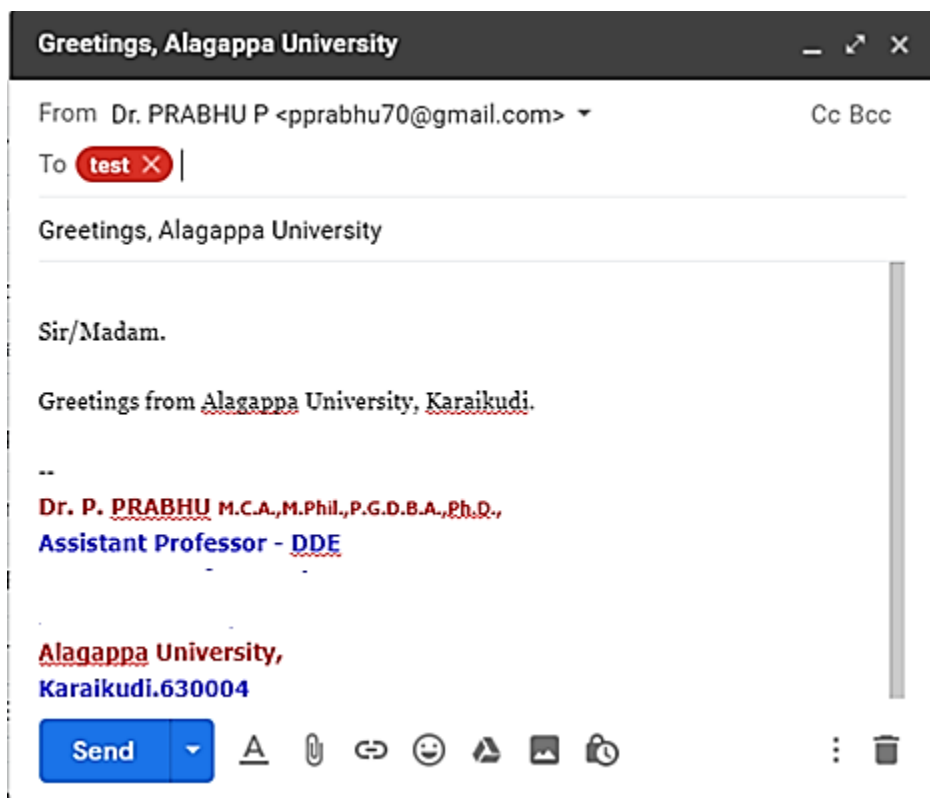 Greetings, Alagappa University
From Dr. PRABHU P <pprabhu70@gmail.com> Cc Bcc
To test
Greetings, Alagappa University
Sir/Madam.
Greetings from Alagappa University, Karaikudi.
--
Dr. P. PRABHU M.C.A.,M.Phil.,P.G.D.B.A.,Ph.D.,
Assistant Professor - DDE
Alagappa University,
Karaikudi.630004
Send